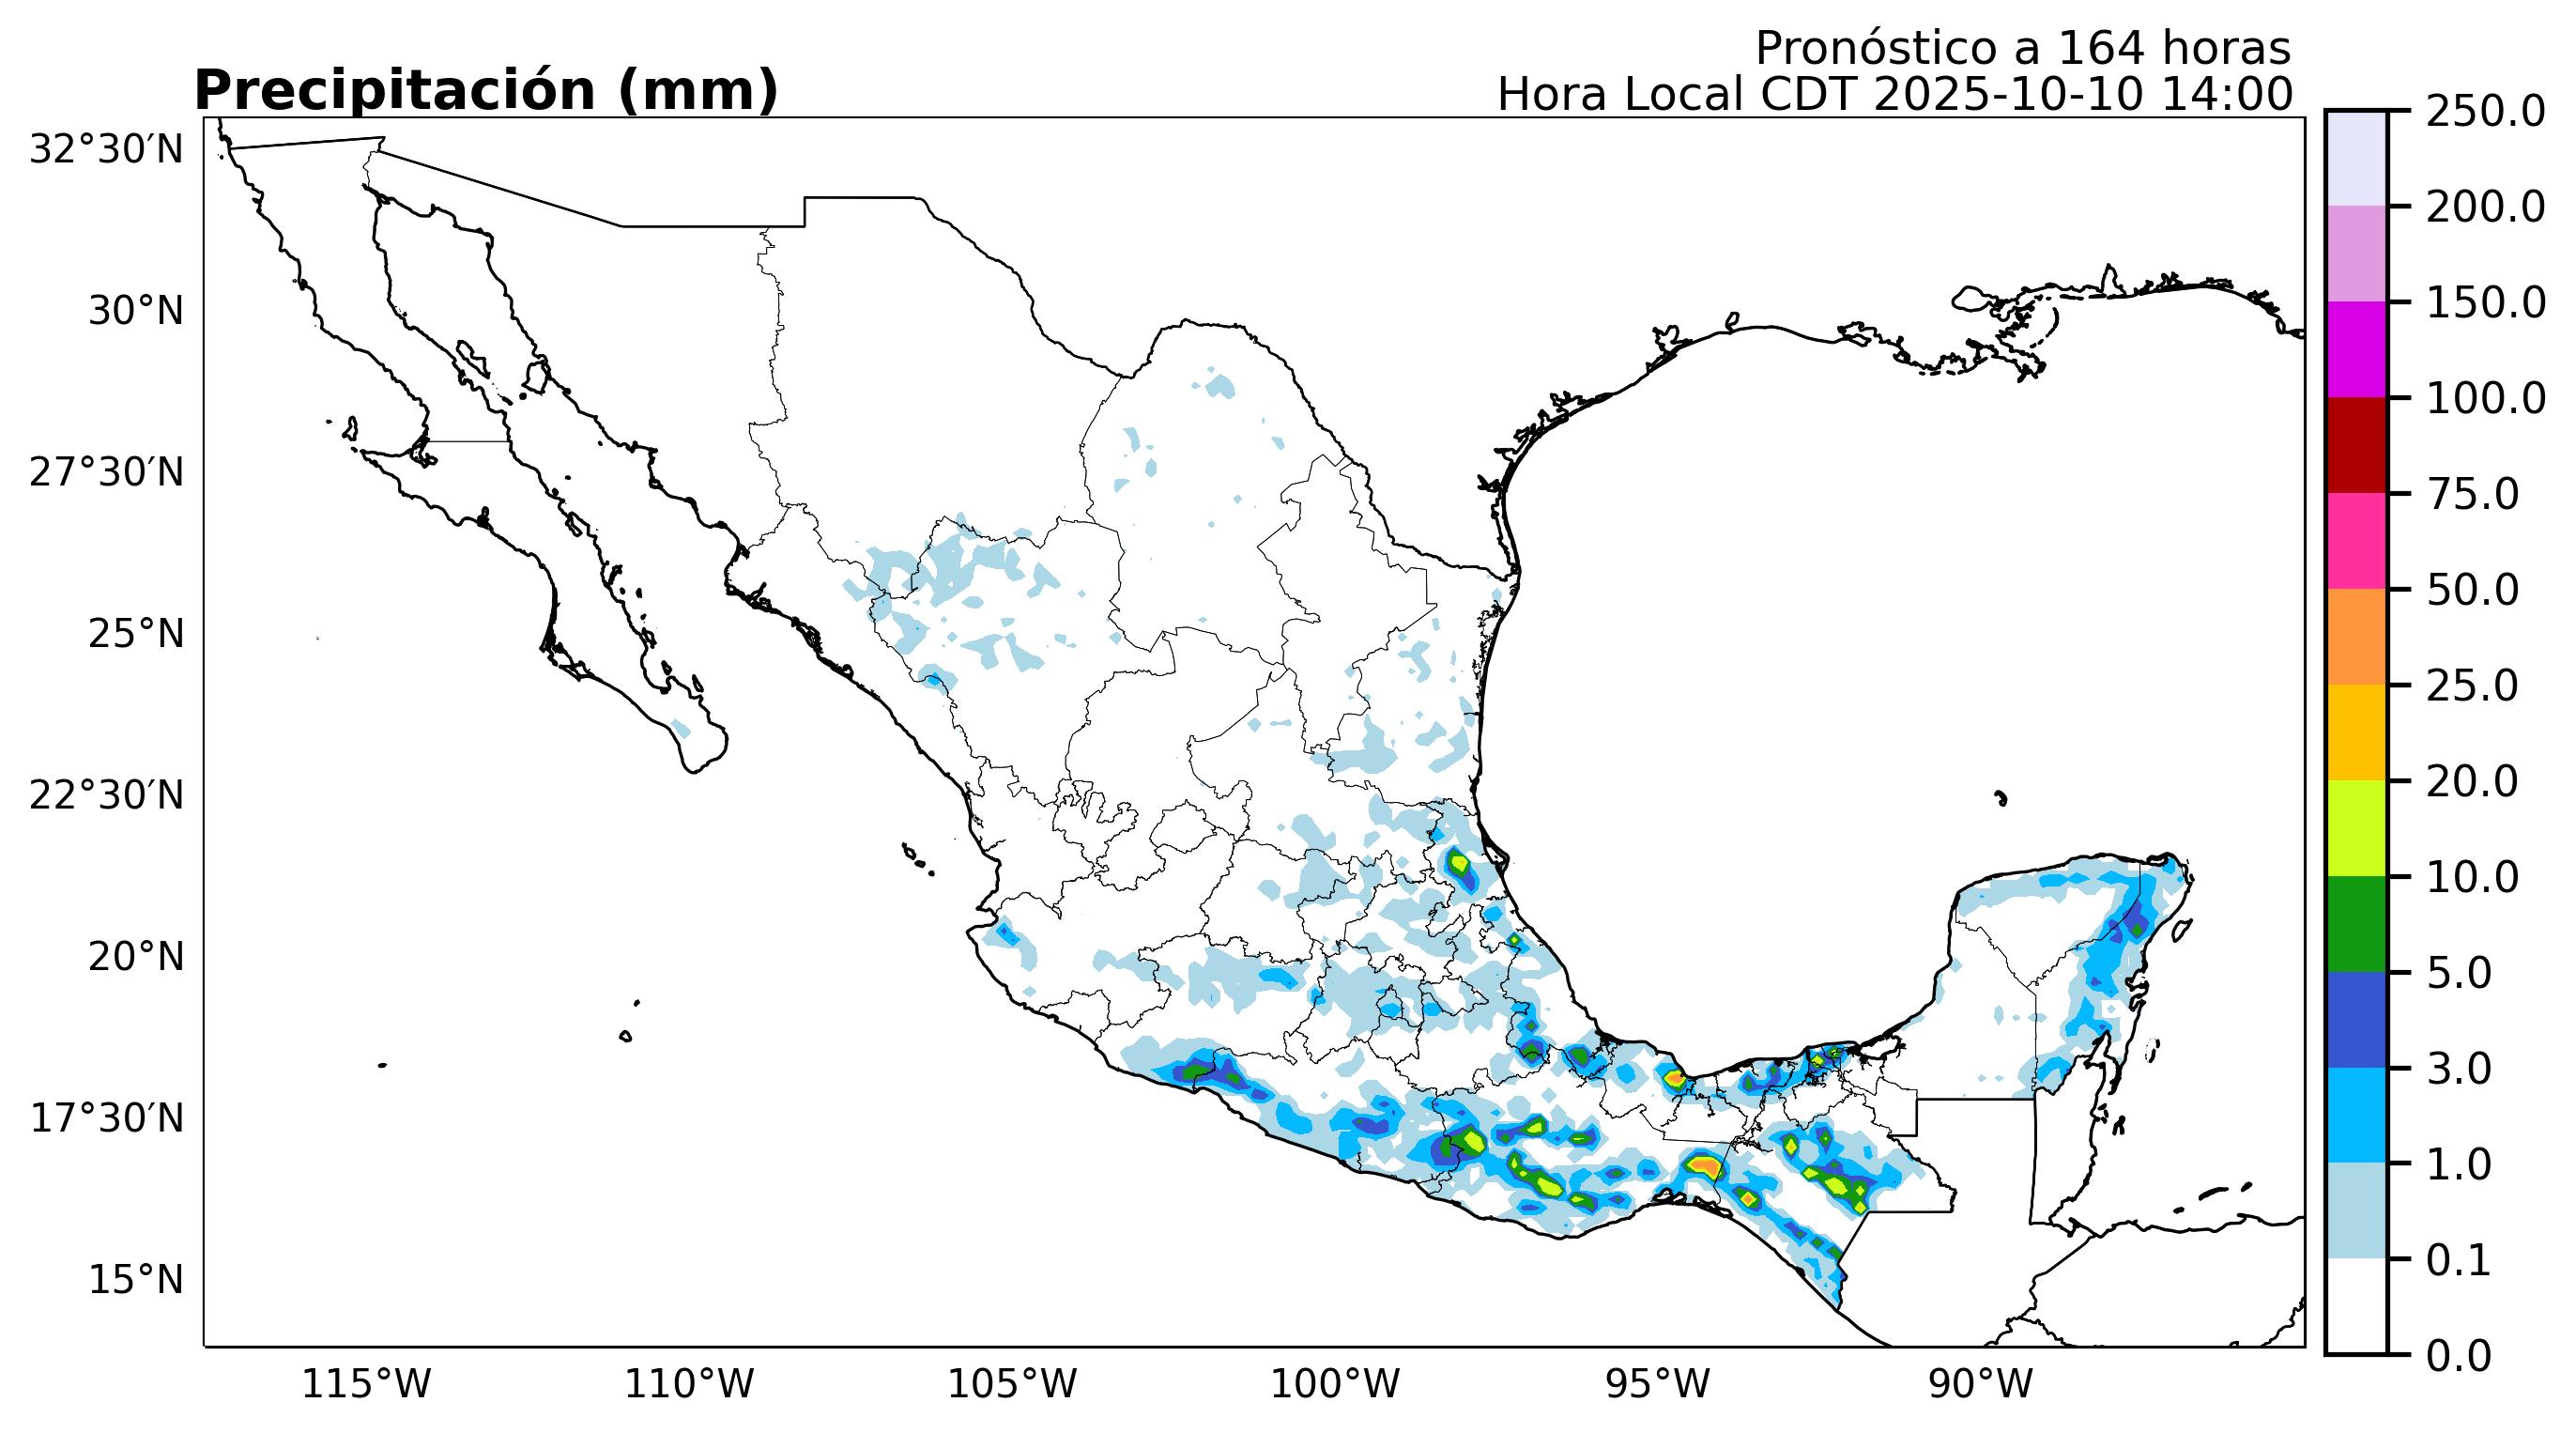 Pronóstico a 164 horas
Precipitación (mm)
Hora Local CDT 2025-10-10 14:00
32°30′N
30°N
27°30′N
25°N
22°30′N
20°N
17°30′N
15°N
115°W
110°W
105°W
100°W
95°W
90°W
250.0
200.0
150.0
100.0
75.0
50.0
25.0
20.0
10.0
5.0
3.0
1.0
0.1
0.0